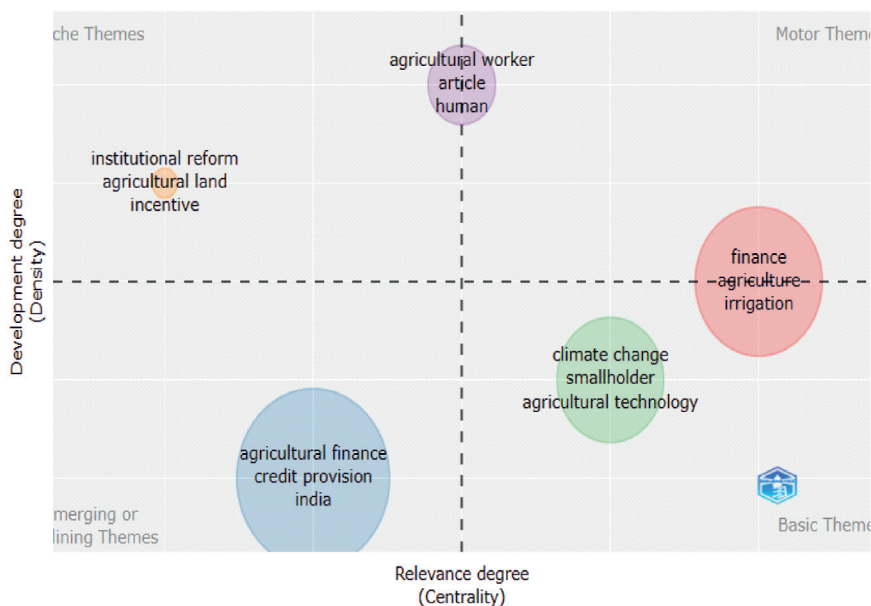 che Themes
Motor Theme
agricultural worker
article
human
institutional reform
agricultural land
incentive
finance
agriculture
irrigation
climate change
smallholder
agricultural technology
agricultural finance
credit provision
india
merging or
lining Themes
Basic Theme
Development degree
(Density)
Relevance degree
(Centrality)